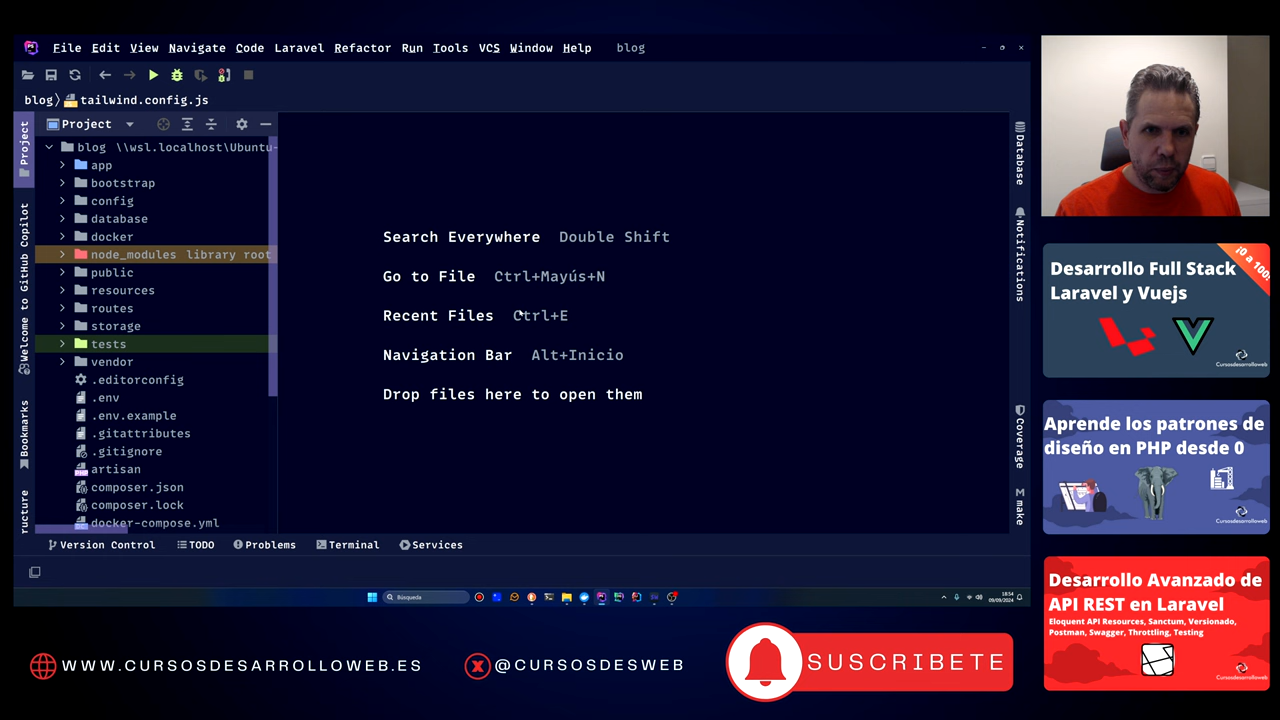 File Edit View Navigate Code Laravel Refactor Run Tools VCS Window Help blog
blog tailwind.config.js
Project
blog \\wsl.localhost\Ubuntu-
app
bootstrap
config
database
docker
node_modules library root
public
resources
routes
storage
tests
vendor
.editorconfig
.env
.env.example
.gitattributes
.gitignore
artisan
composer.json
composer.lock
docker-compose.yml
Project
Welcome to GitHub Copilot
Bookmarks
ructure
Search Everywhere Double Shift
Go to File Ctrl+Mayús+N
Recent Files Ctrl+E
Navigation Bar Alt+Inicio
Drop files here to open them
Database
Notifications
Coverage
make
Version Control TODO Problems Terminal Services
Búsqueda
18:54
09/09/2024
Desarrollo Full Stack
Laravel y Vuejs
¡0 a 100!
Cursosdesarrolloweb
Aprende los patrones de
diseño en PHP desde 0
Cursosdesarrolloweb
Desarrollo Avanzado de
API REST en Laravel
Eloquent API Resources, Sanctum, Versionado,
Postman, Swagger, Throttling, Testing
Cursosdesarrolloweb
WWW.CURSOSDESARROLLOWEB.ES
X @CURSOSDESWEB
SUSCRIBETE